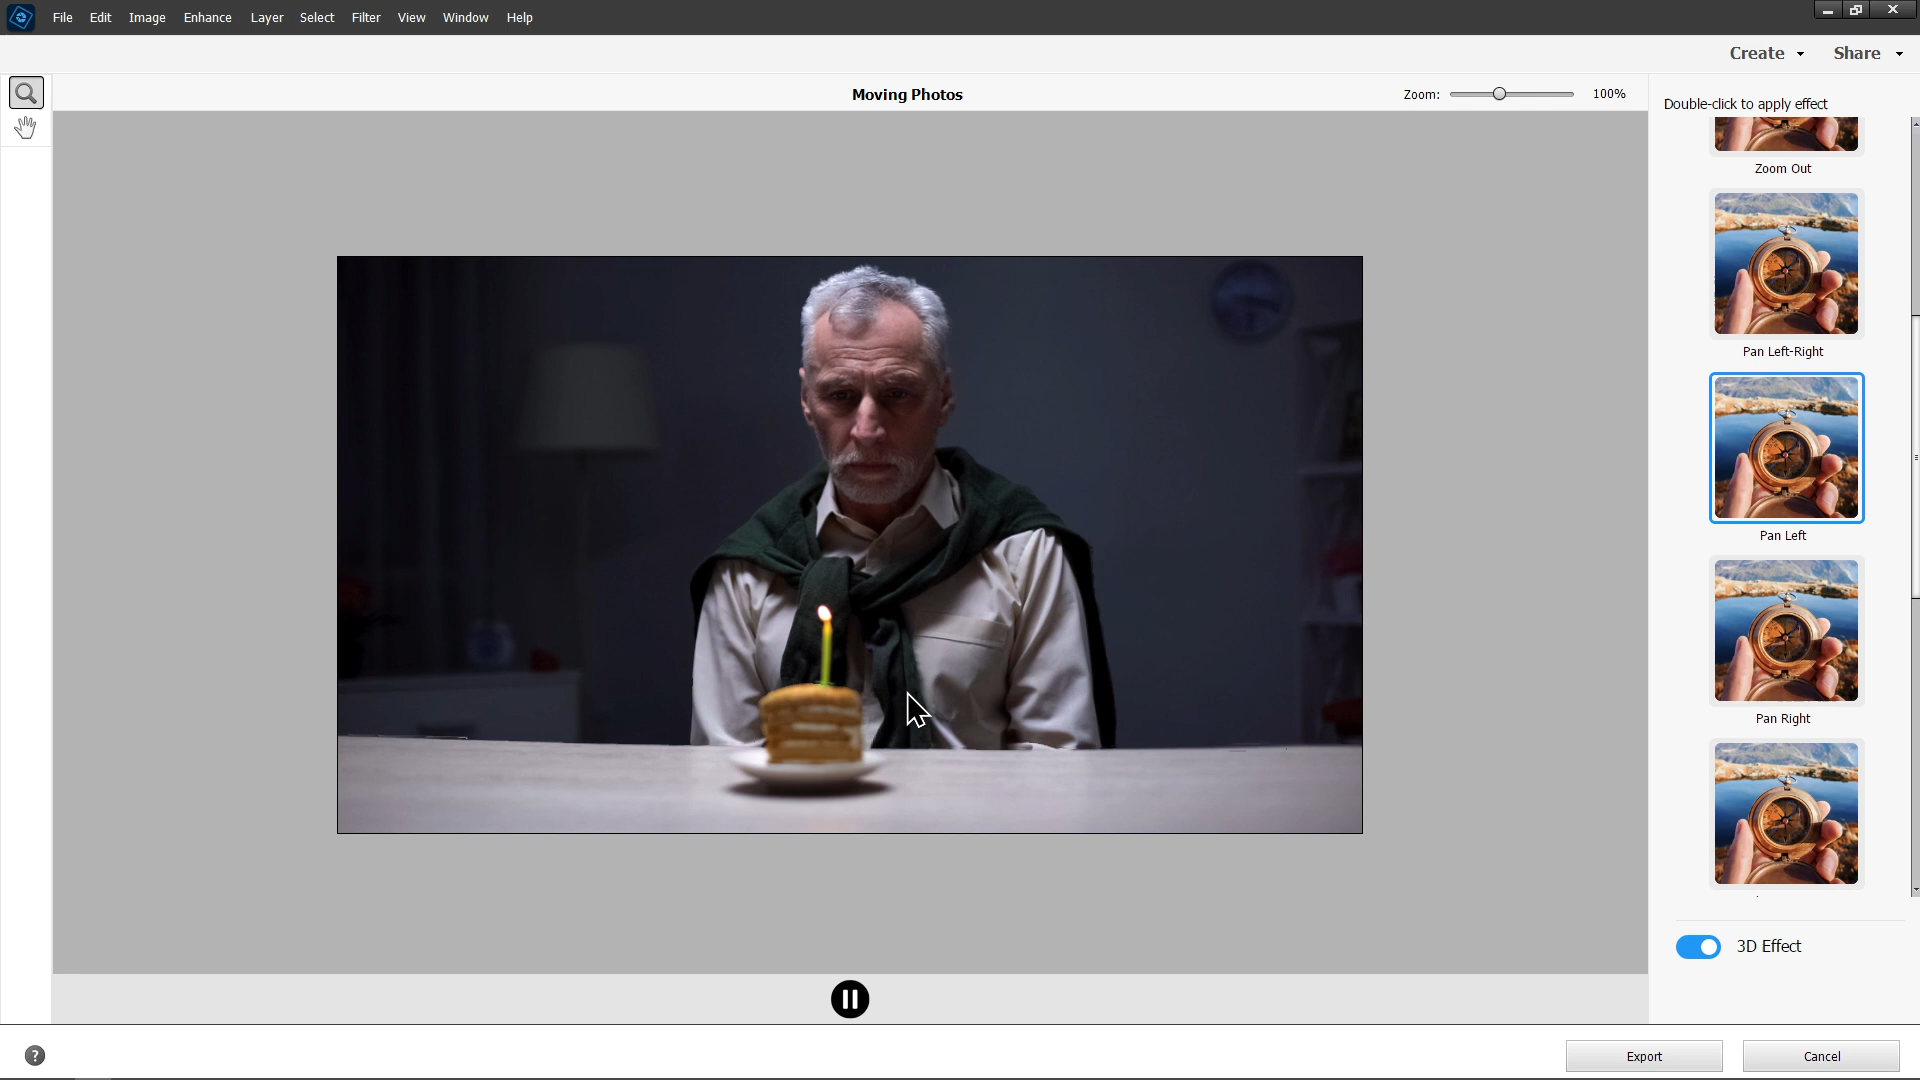 File Edit Image Enhance Layer Select Filter View Window Help
Create Share
Moving Photos
Zoom: 100%
Double-click to apply effect
Zoom Out
Pan Left-Right
Pan Left
Pan Right
3D Effect
?
Export Cancel